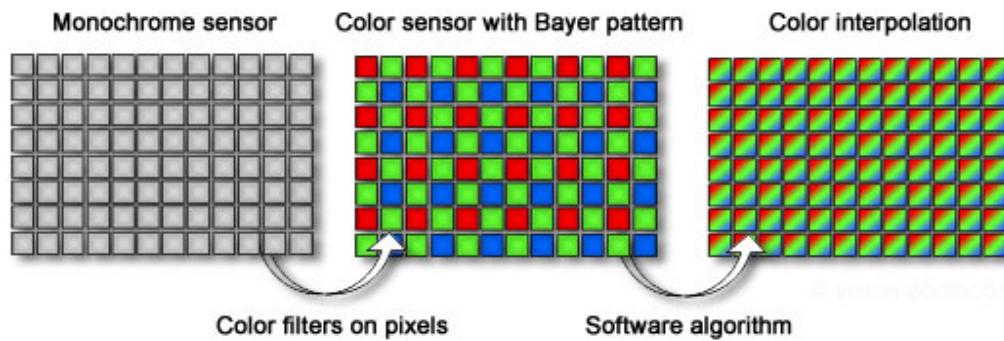 Monochrome sensor
Color sensor with Bayer pattern
Color interpolation
Color filters on pixels
Software algorithm